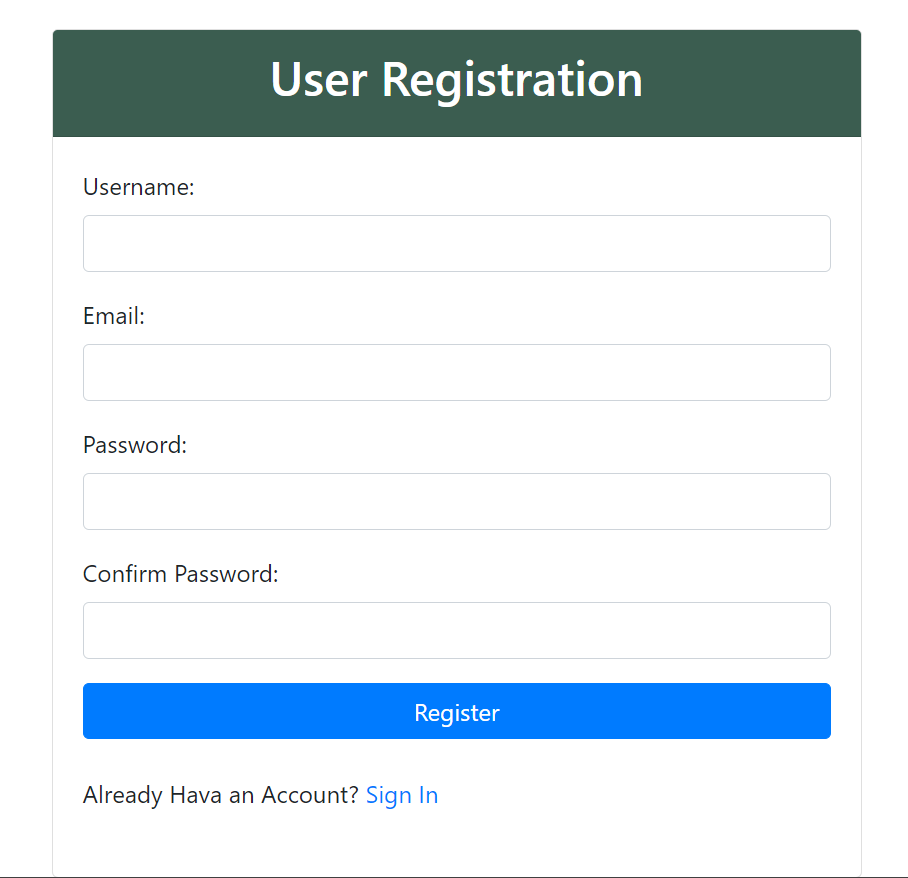 User Registration
Username:
Email:
Password:
Confirm Password:
Register
Already Hava an Account? Sign In